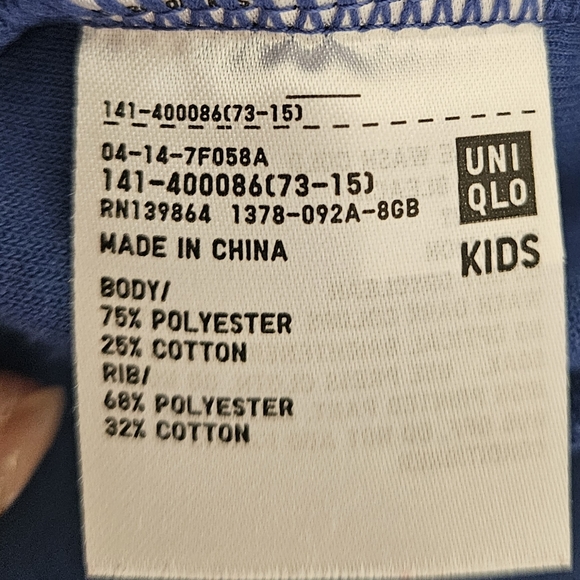 141-400086(73-15)
04-14-7F058A
141-400086(73-15)
RN139864 1378-092A-8GB
MADE IN CHINA
UNI
QLO
KIDS
BODY/
75% POLYESTER
25% COTTON
RIB/
68% POLYESTER
32% COTTON